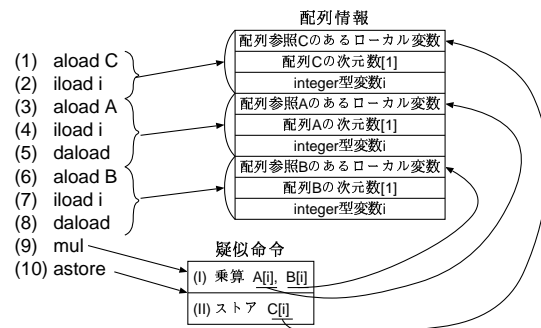 配列情報
(1) aload C
(2) iload i
(3) aload A
(4) iload i
(5) daload
(6) aload B
(7) iload i
(8) daload
(9) mul
(10) astore
配列参照Cのあるローカル変数
配列Cの次元数[1]
integer型変数i
配列参照Aのあるローカル変数
配列Aの次元数[1]
integer型変数i
配列参照Bのあるローカル変数
配列Bの次元数[1]
integer型変数i
疑似命令
(I) 乗算 A[i], B[i]
(II) ストア C[i]